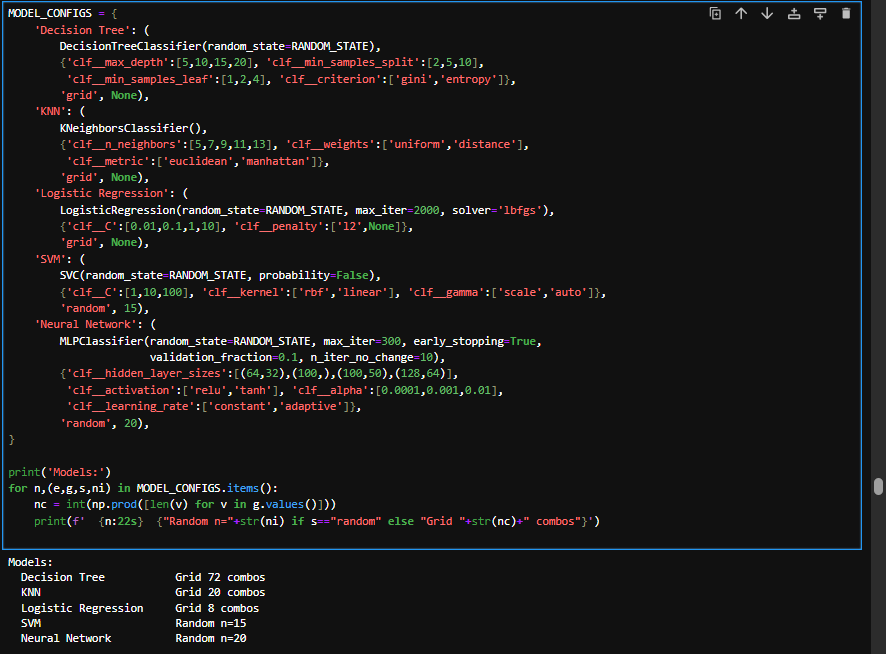 MODEL_CONFIGS = {
    'Decision Tree': (
        DecisionTreeClassifier(random_state=RANDOM_STATE),
        {'clf__max_depth':[5,10,15,20], 'clf__min_samples_split':[2,5,10],
         'clf__min_samples_leaf':[1,2,4], 'clf__criterion':['gini','entropy']},
        'grid', None),
    'KNN': (
        KNeighborsClassifier(),
        {'clf__n_neighbors':[5,7,9,11,13], 'clf__weights':['uniform','distance'],
         'clf__metric':['euclidean','manhattan']},
        'grid', None),
    'Logistic Regression': (
        LogisticRegression(random_state=RANDOM_STATE, max_iter=2000, solver='lbfgs'),
        {'clf__C':[0.01,0.1,1,10], 'clf__penalty':['l2',None]},
        'grid', None),
    'SVM': (
        SVC(random_state=RANDOM_STATE, probability=False),
        {'clf__C':[1,10,100], 'clf__kernel':['rbf','linear'], 'clf__gamma':['scale','auto']},
        'random', 15),
    'Neural Network': (
        MLPClassifier(random_state=RANDOM_STATE, max_iter=300, early_stopping=True,
                      validation_fraction=0.1, n_iter_no_change=10),
        {'clf__hidden_layer_sizes':[(64,32),(100,),(100,50),(128,64)],
         'clf__activation':['relu','tanh'], 'clf__alpha':[0.0001,0.001,0.01],
         'clf__learning_rate':['constant','adaptive']},
        'random', 20),
}
print('Models:')
for n,(e,g,s,ni) in MODEL_CONFIGS.items():
    nc = int(np.prod([len(v) for v in g.values()]))
    print(f'  {n:22s}  {"Random n="+str(ni) if s=="random" else "Grid "+str(nc)+" combos"}')
Models:
  Decision Tree           Grid 72 combos
  KNN                     Grid 20 combos
  Logistic Regression     Grid 8 combos
  SVM                     Random n=15
  Neural Network          Random n=20